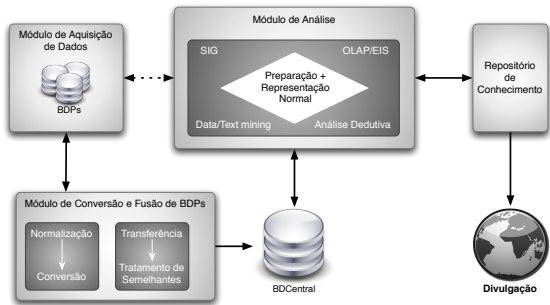 Módulo de Aquisição
de Dados
BDPs
Módulo de Análise
SIG
OLAP/EIS
Preparação +
Representação
Normal
Data/Text mining
Análise Dedutiva
Repositório
de
Conhecimento
Módulo de Conversão e Fusão de BDPs
Normalização
Conversão
Transferência
Tratamento de
Semelhantes
BDCentral
Divulgação